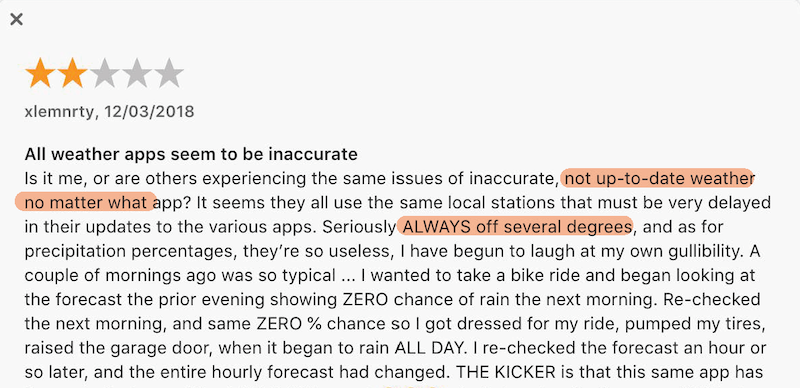 xlemnrty, 12/03/2018
All weather apps seem to be inaccurate
Is it me, or are others experiencing the same issues of inaccurate, not up-to-date weather
no matter what app? It seems they all use the same local stations that must be very delayed
in their updates to the various apps. Seriously ALWAYS off several degrees, and as for
precipitation percentages, they’re so useless, I have begun to laugh at my own gullibility. A
couple of mornings ago was so typical ... I wanted to take a bike ride and began looking at
the forecast the prior evening showing ZERO chance of rain the next morning. Re-checked
the next morning, and same ZERO % chance so I got dressed for my ride, pumped my tires,
raised the garage door, when it began to rain ALL DAY. I re-checked the forecast an hour or
so later, and the entire hourly forecast had changed. THE KICKER is that this same app has